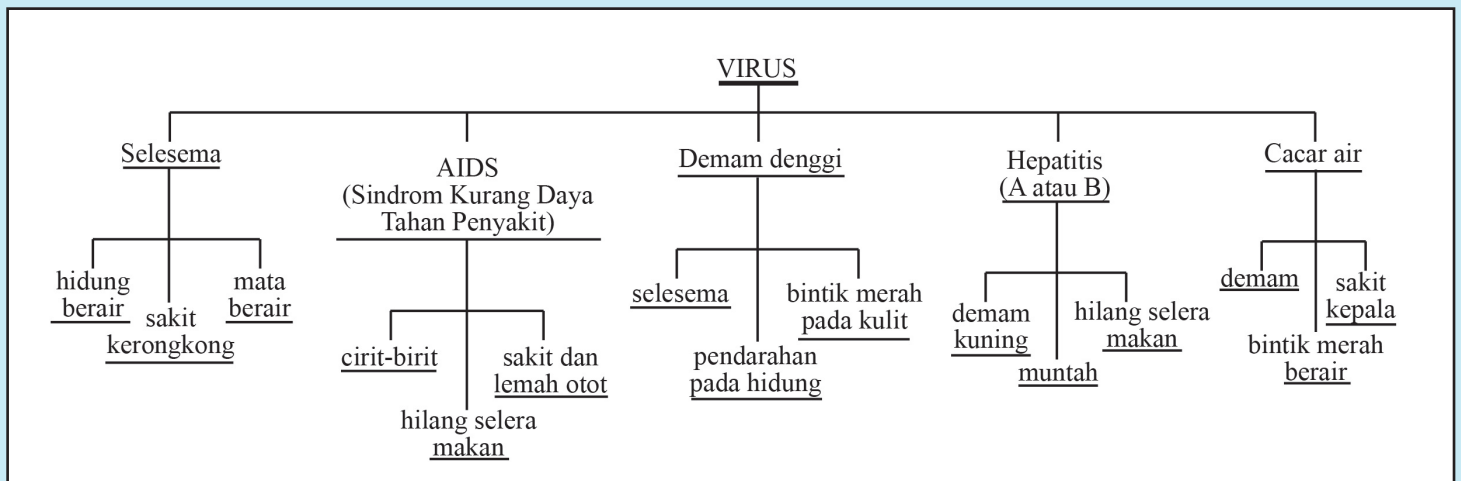 VIRUS
Selesema
hidung
berair
sakit
kerongkong
mata
berair
AIDS
(Sindrom Kurang Daya
Tahan Penyakit)
cirit-birit
hilang selera
makan
sakit dan
lemah otot
Demam denggi
selesema
pendarahan
pada hidung
bintik merah
pada kulit
Hepatitis
(A atau B)
demam
kuning
muntah
hilang selera
makan
Cacar air
demam
bintik merah
berair
sakit
kepala